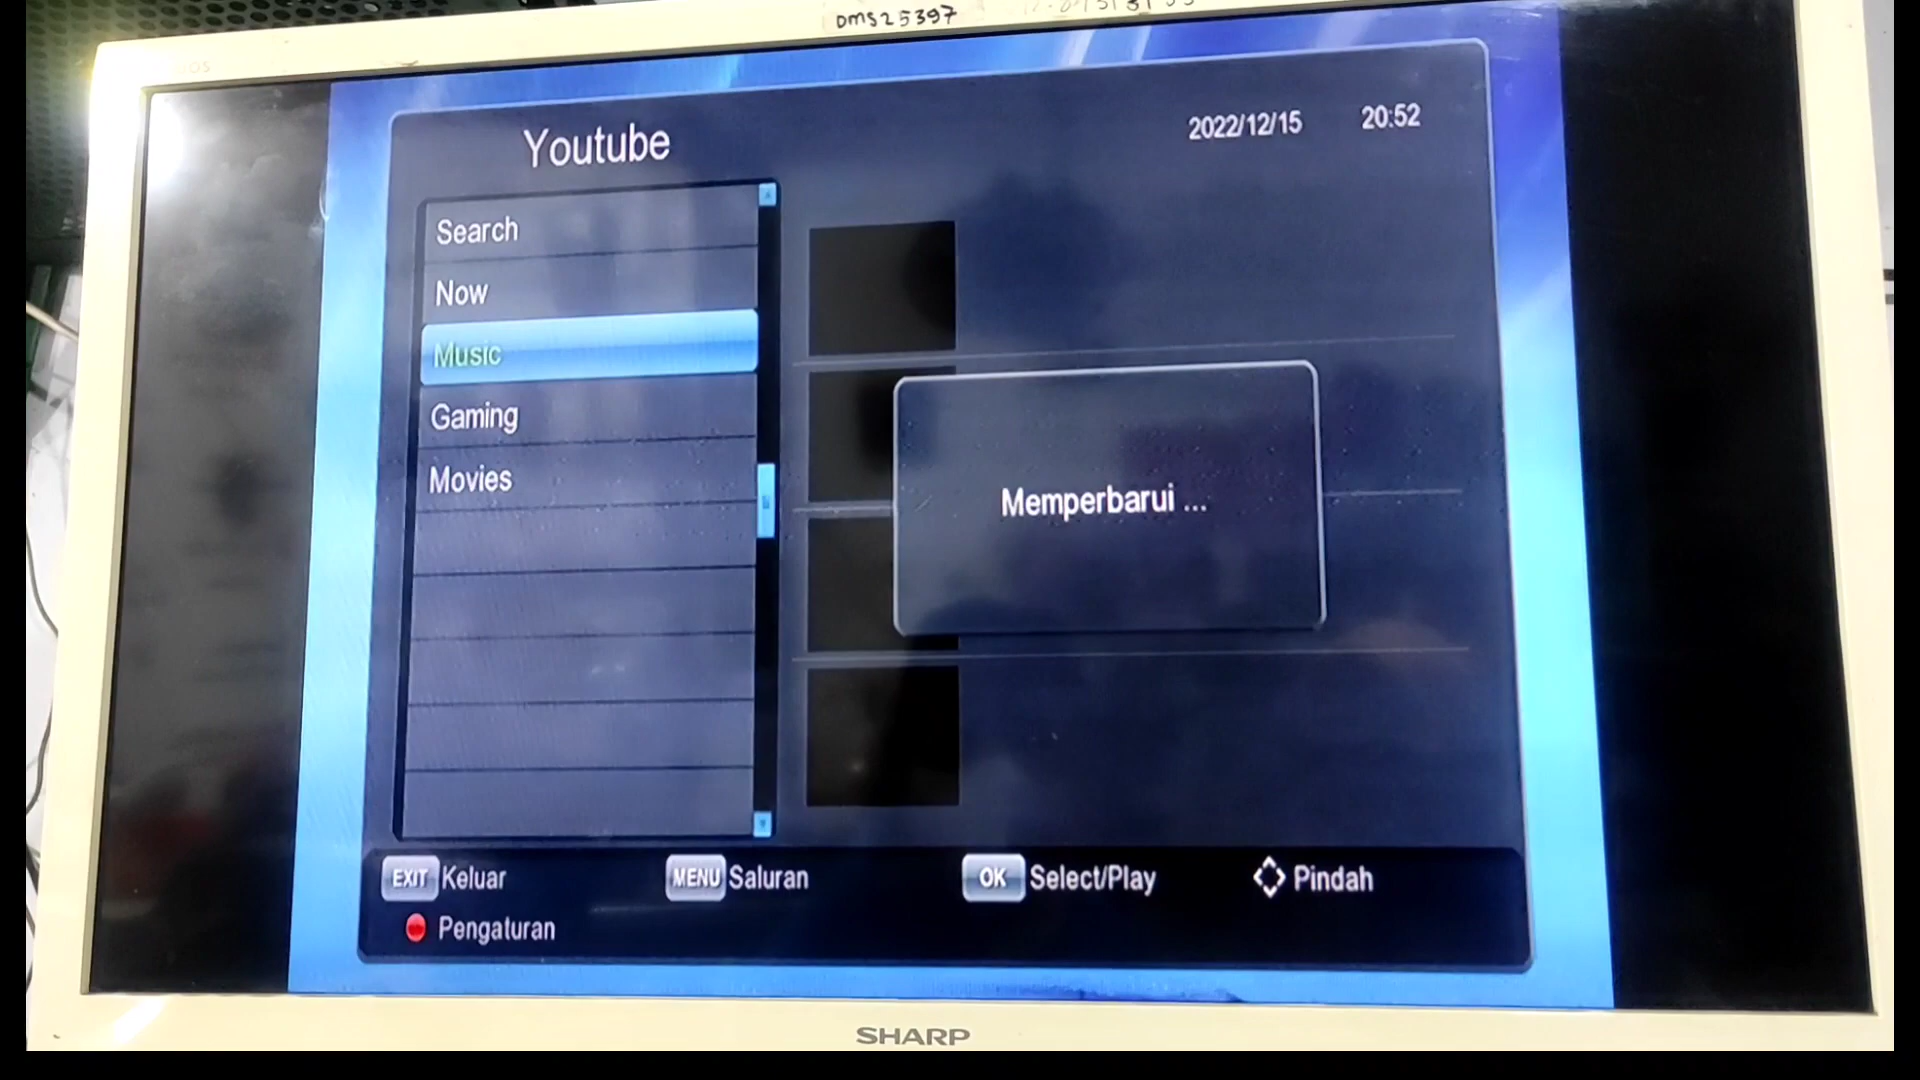 DMS25397
Youtube
2022/12/15 20:52
Search
Now
Music
Gaming
Movies
Memperbarui ...
EXIT Keluar MENU Saluran OK Select/Play Pindah
Pengaturan
SHARP